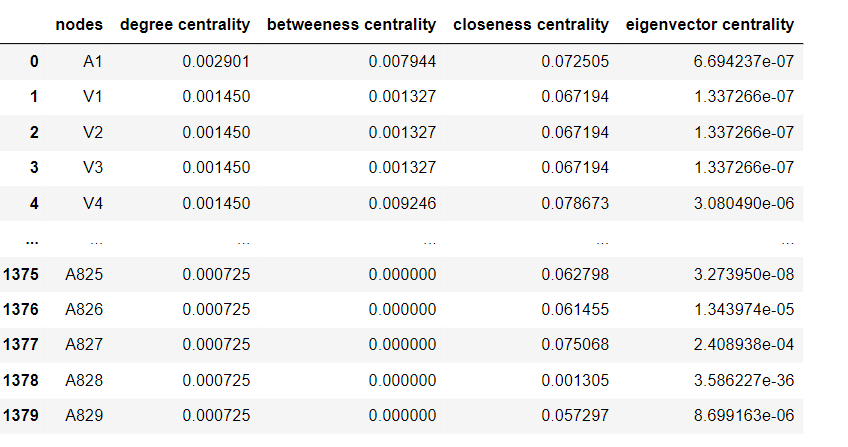 nodes degree centrality betweeness centrality closeness centrality eigenvector centrality
0 A1 0.002901 0.007944 0.072505 6.694237e-07
1 V1 0.001450 0.001327 0.067194 1.337266e-07
2 V2 0.001450 0.001327 0.067194 1.337266e-07
3 V3 0.001450 0.001327 0.067194 1.337266e-07
4 V4 0.001450 0.009246 0.078673 3.080490e-06
... ... ... ... ... ...
1375 A825 0.000725 0.000000 0.062798 3.273950e-08
1376 A826 0.000725 0.000000 0.061455 1.343974e-05
1377 A827 0.000725 0.000000 0.075068 2.408938e-04
1378 A828 0.000725 0.000000 0.001305 3.586227e-36
1379 A829 0.000725 0.000000 0.057297 8.699163e-06